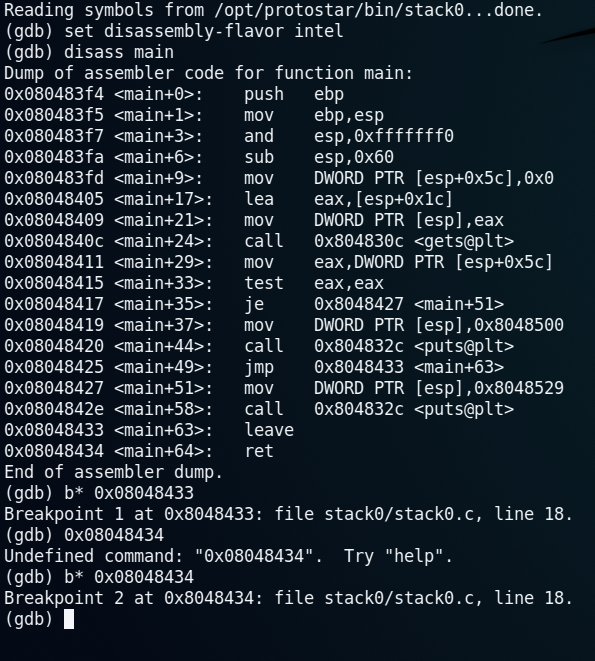 Reading symbols from /opt/protostar/bin/stack0...done.
(gdb) set disassembly-flavor intel
(gdb) disass main
Dump of assembler code for function main:
0x080483f4 <main+0>:   push   ebp
0x080483f5 <main+1>:   mov    ebp,esp
0x080483f7 <main+3>:   and    esp,0xfffffff0
0x080483fa <main+6>:   sub    esp,0x60
0x080483fd <main+9>:   mov    DWORD PTR [esp+0x5c],0x0
0x08048405 <main+17>:  lea    eax,[esp+0x1c]
0x08048409 <main+21>:  mov    DWORD PTR [esp],eax
0x0804840c <main+24>:  call   0x804830c <gets@plt>
0x08048411 <main+29>:  mov    eax,DWORD PTR [esp+0x5c]
0x08048415 <main+33>:  test   eax,eax
0x08048417 <main+35>:  je     0x8048427 <main+51>
0x08048419 <main+37>:  mov    DWORD PTR [esp],0x8048500
0x08048420 <main+44>:  call   0x804832c <puts@plt>
0x08048425 <main+49>:  jmp    0x8048433 <main+63>
0x08048427 <main+51>:  mov    DWORD PTR [esp],0x8048529
0x0804842e <main+58>:  call   0x804832c <puts@plt>
0x08048433 <main+63>:  leave
0x08048434 <main+64>:  ret
End of assembler dump.
(gdb) b* 0x08048433
Breakpoint 1 at 0x8048433: file stack0/stack0.c, line 18.
(gdb) 0x08048434
Undefined command: "0x08048434".  Try "help".
(gdb) b* 0x08048434
Breakpoint 2 at 0x8048434: file stack0/stack0.c, line 18.
(gdb)